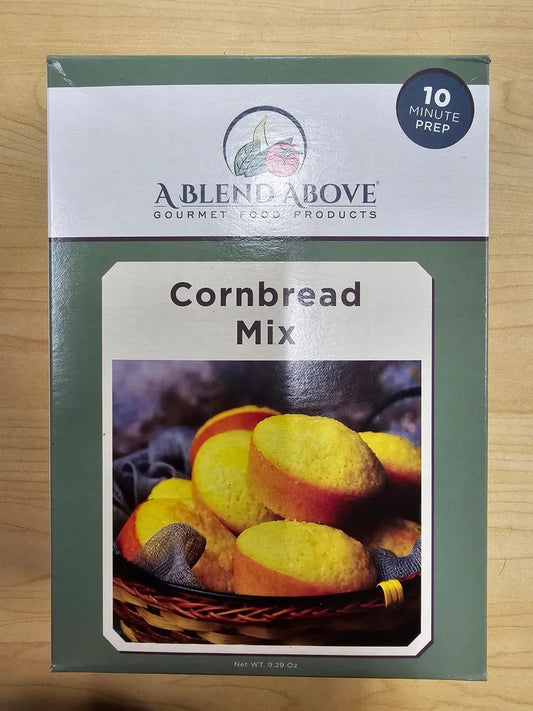 10
MINUTE
PREP
A BLEND ABOVE®
GOURMET FOOD PRODUCTS
Cornbread
Mix
Net WT. 9.29 Oz